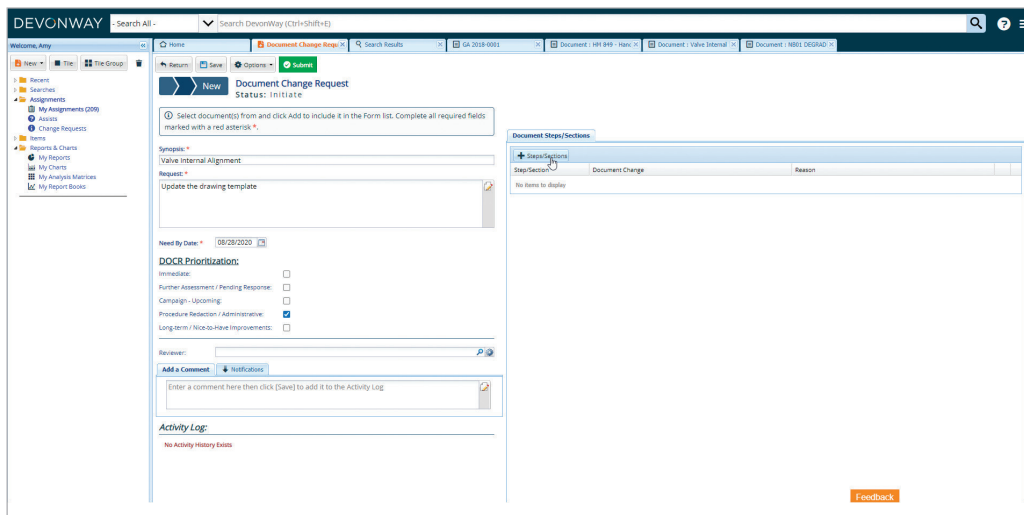 DEVONWAY - Search All - Search DevonWay (Ctrl+Shift+E)
Welcome, Amy
Home Document Change Requ Search Results GA 2018-0001 Document : HM 849 - Hanc Document : Valve Internal Document : NB01 DEGRAD
New Tile Tile Group
Recent
Searches
Assignments
My Assignments (209)
Assists
Change Requests
Items
Reports & Charts
My Reports
My Charts
My Analysis Matrices
My Report Books
Return Save Options Submit
New Document Change Request
Status: Initiate
Select document(s) from and click Add to include it in the Form list. Complete all required fields
marked with a red asterisk *.
Synopsis: *
Valve Internal Alignment
Request: *
Update the drawing template
Need By Date: * 08/28/2020
DOCR Prioritization:
Immediate:
Further Assessment / Pending Response:
Campaign - Upcoming:
Procedure Redaction / Administrative:
Long-term / Nice-to-Have Improvements:
Reviewer:
Add a Comment Notifications
Enter a comment here then click [Save] to add it to the Activity Log
Activity Log:
No Activity History Exists
Document Steps/Sections
Steps/Sections
Step/Section Document Change Reason
No items to display
Feedback